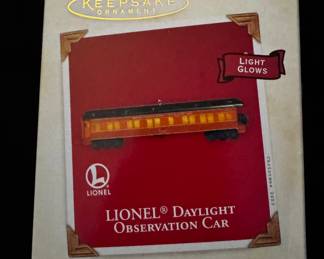 KEEPSAKE
ORNAMENT
LIGHT
GLOWS
L
LIONEL
LIONEL® DAYLIGHT
OBSERVATION CAR